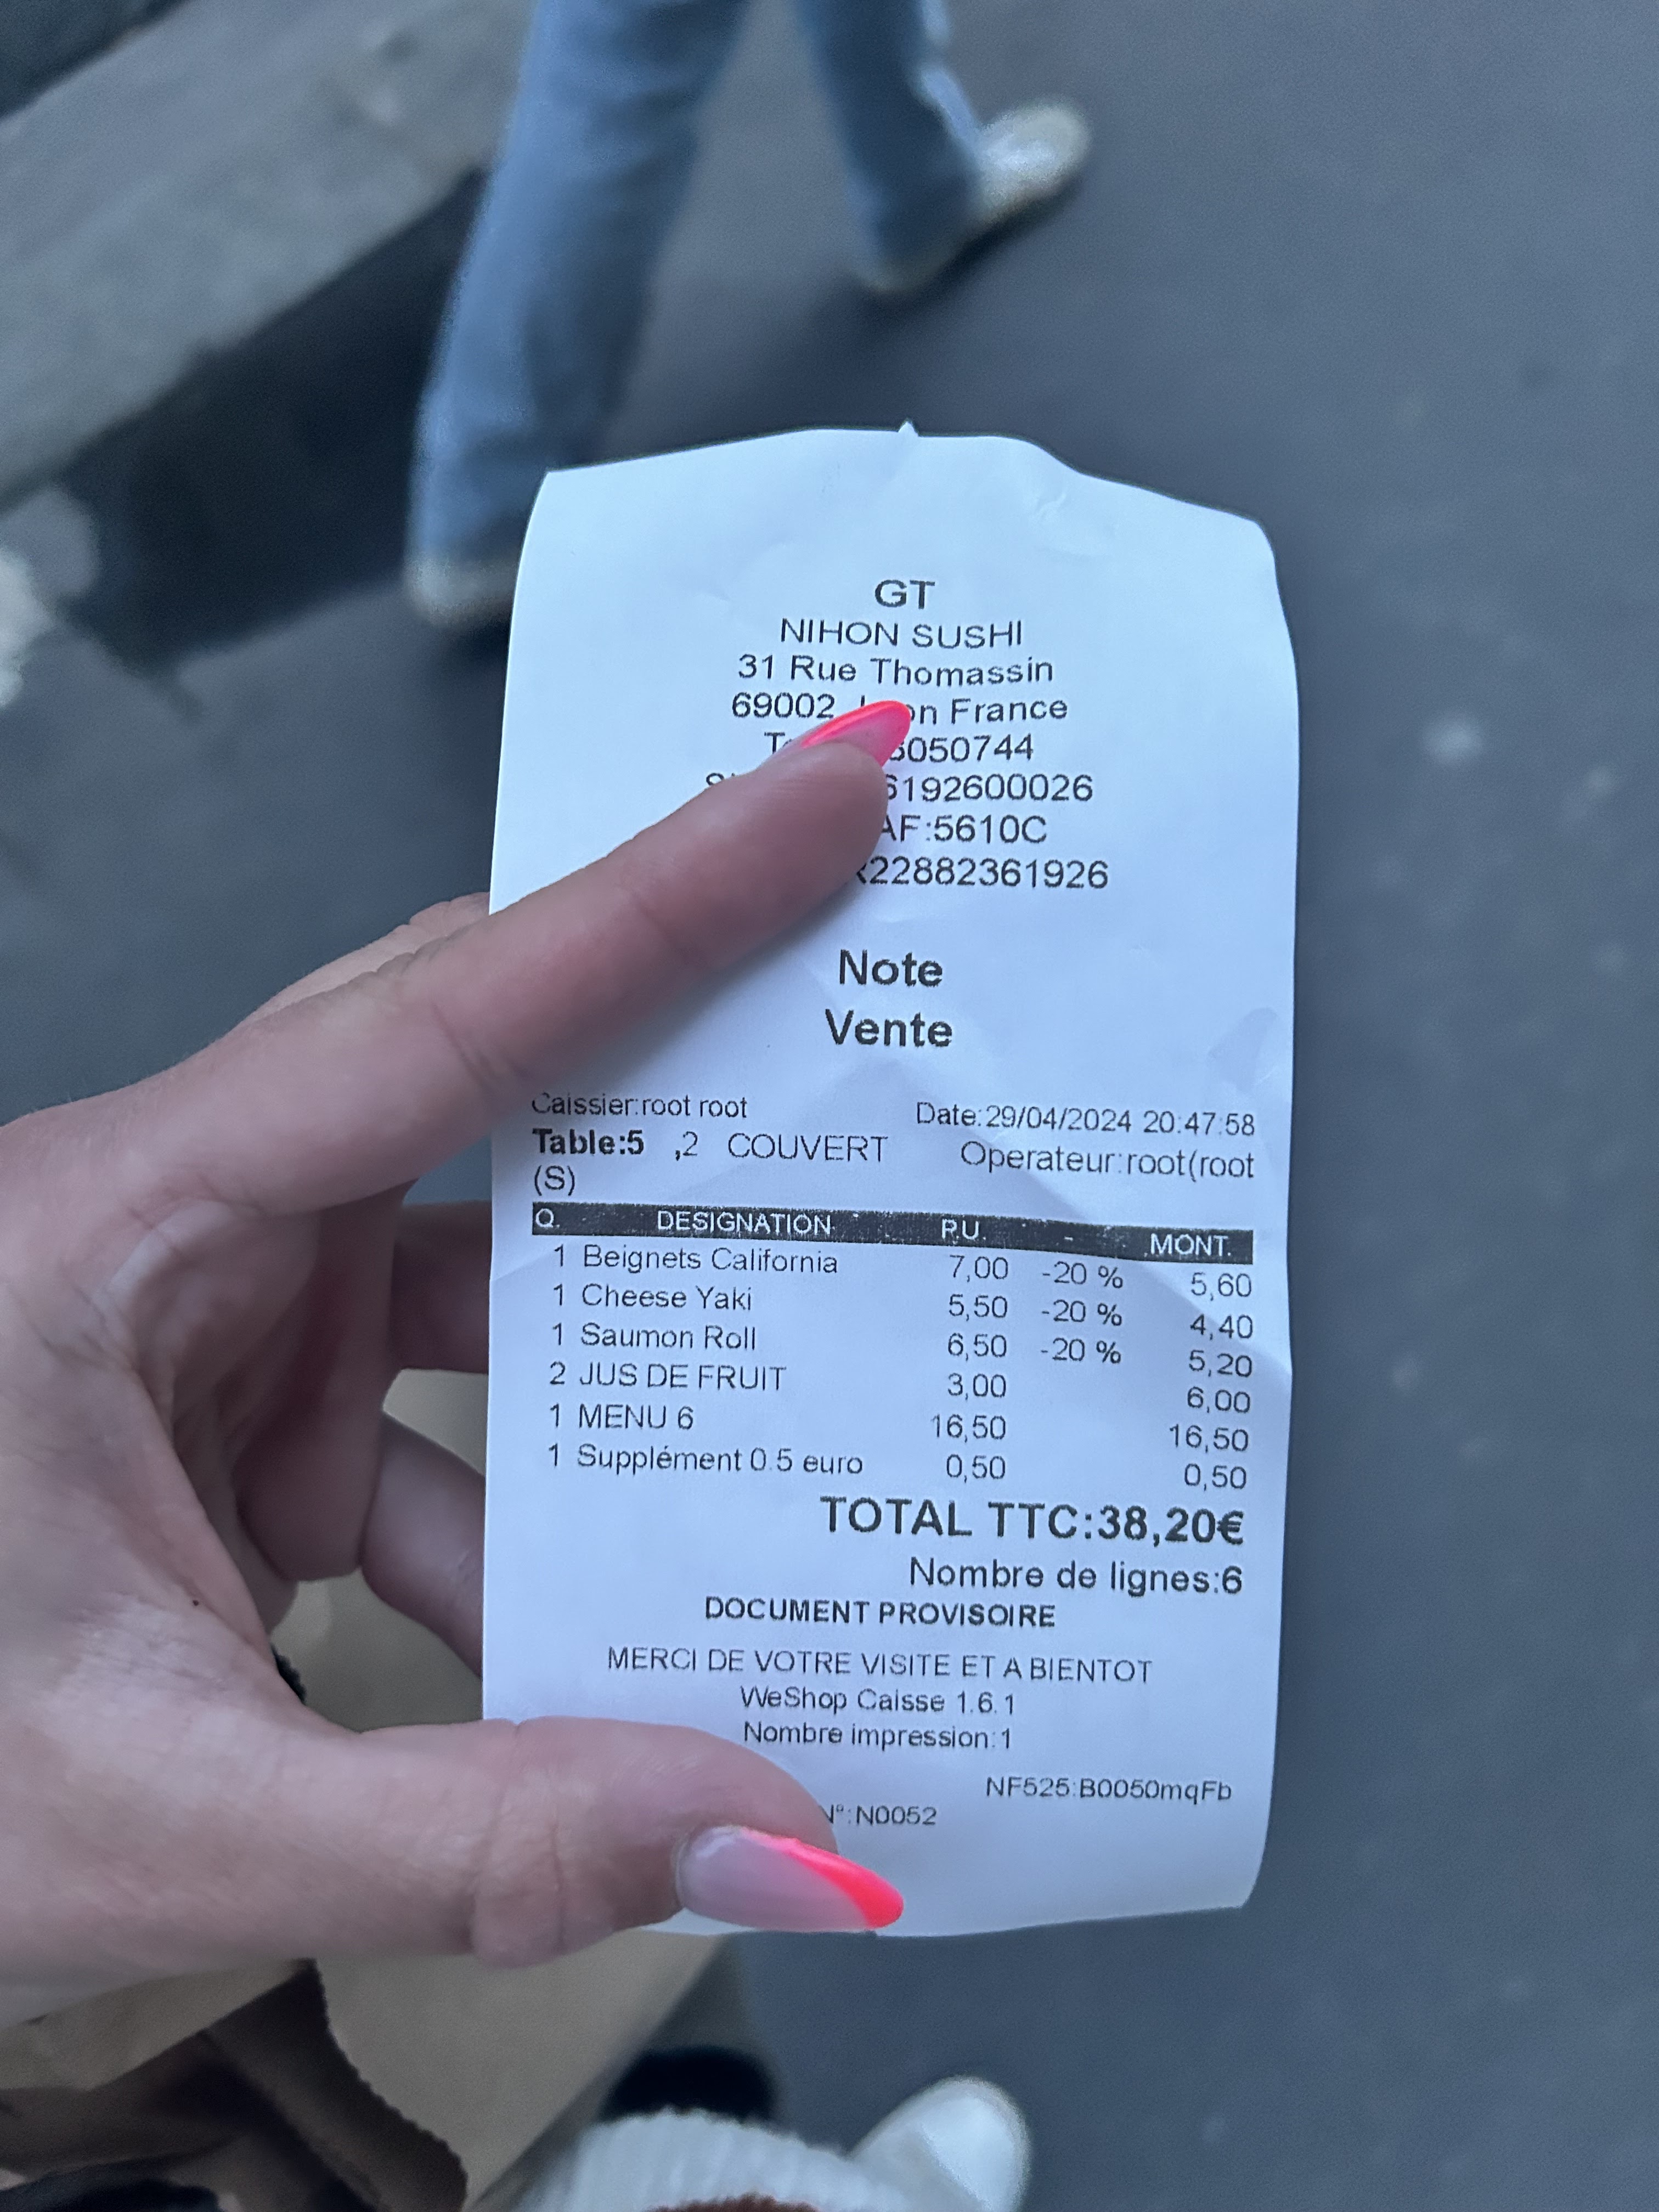 GT
NIHON SUSHI
31 Rue Thomassin
69002 France
6050744
6192600026
AF:5610C
22882361926
Note
Vente
Caissier:root root Date:29/04/2024 20:47:58
Table:5 ,2 COUVERT Operateur:root(root
(S)
Q. DESIGNATION P.U. - MONT.
1 Beignets California 7,00 -20 % 5,60
1 Cheese Yaki 5,50 -20 % 4,40
1 Saumon Roll 6,50 -20 % 5,20
2 JUS DE FRUIT 3,00 6,00
1 MENU 6 16,50 16,50
1 Supplément 0.5 euro 0,50 0,50
TOTAL TTC:38,20€
Nombre de lignes:6
DOCUMENT PROVISOIRE
MERCI DE VOTRE VISITE ET A BIENTOT
WeShop Caisse 1.6.1
Nombre impression:1
NF525:B0050mqFb
N°:N0052